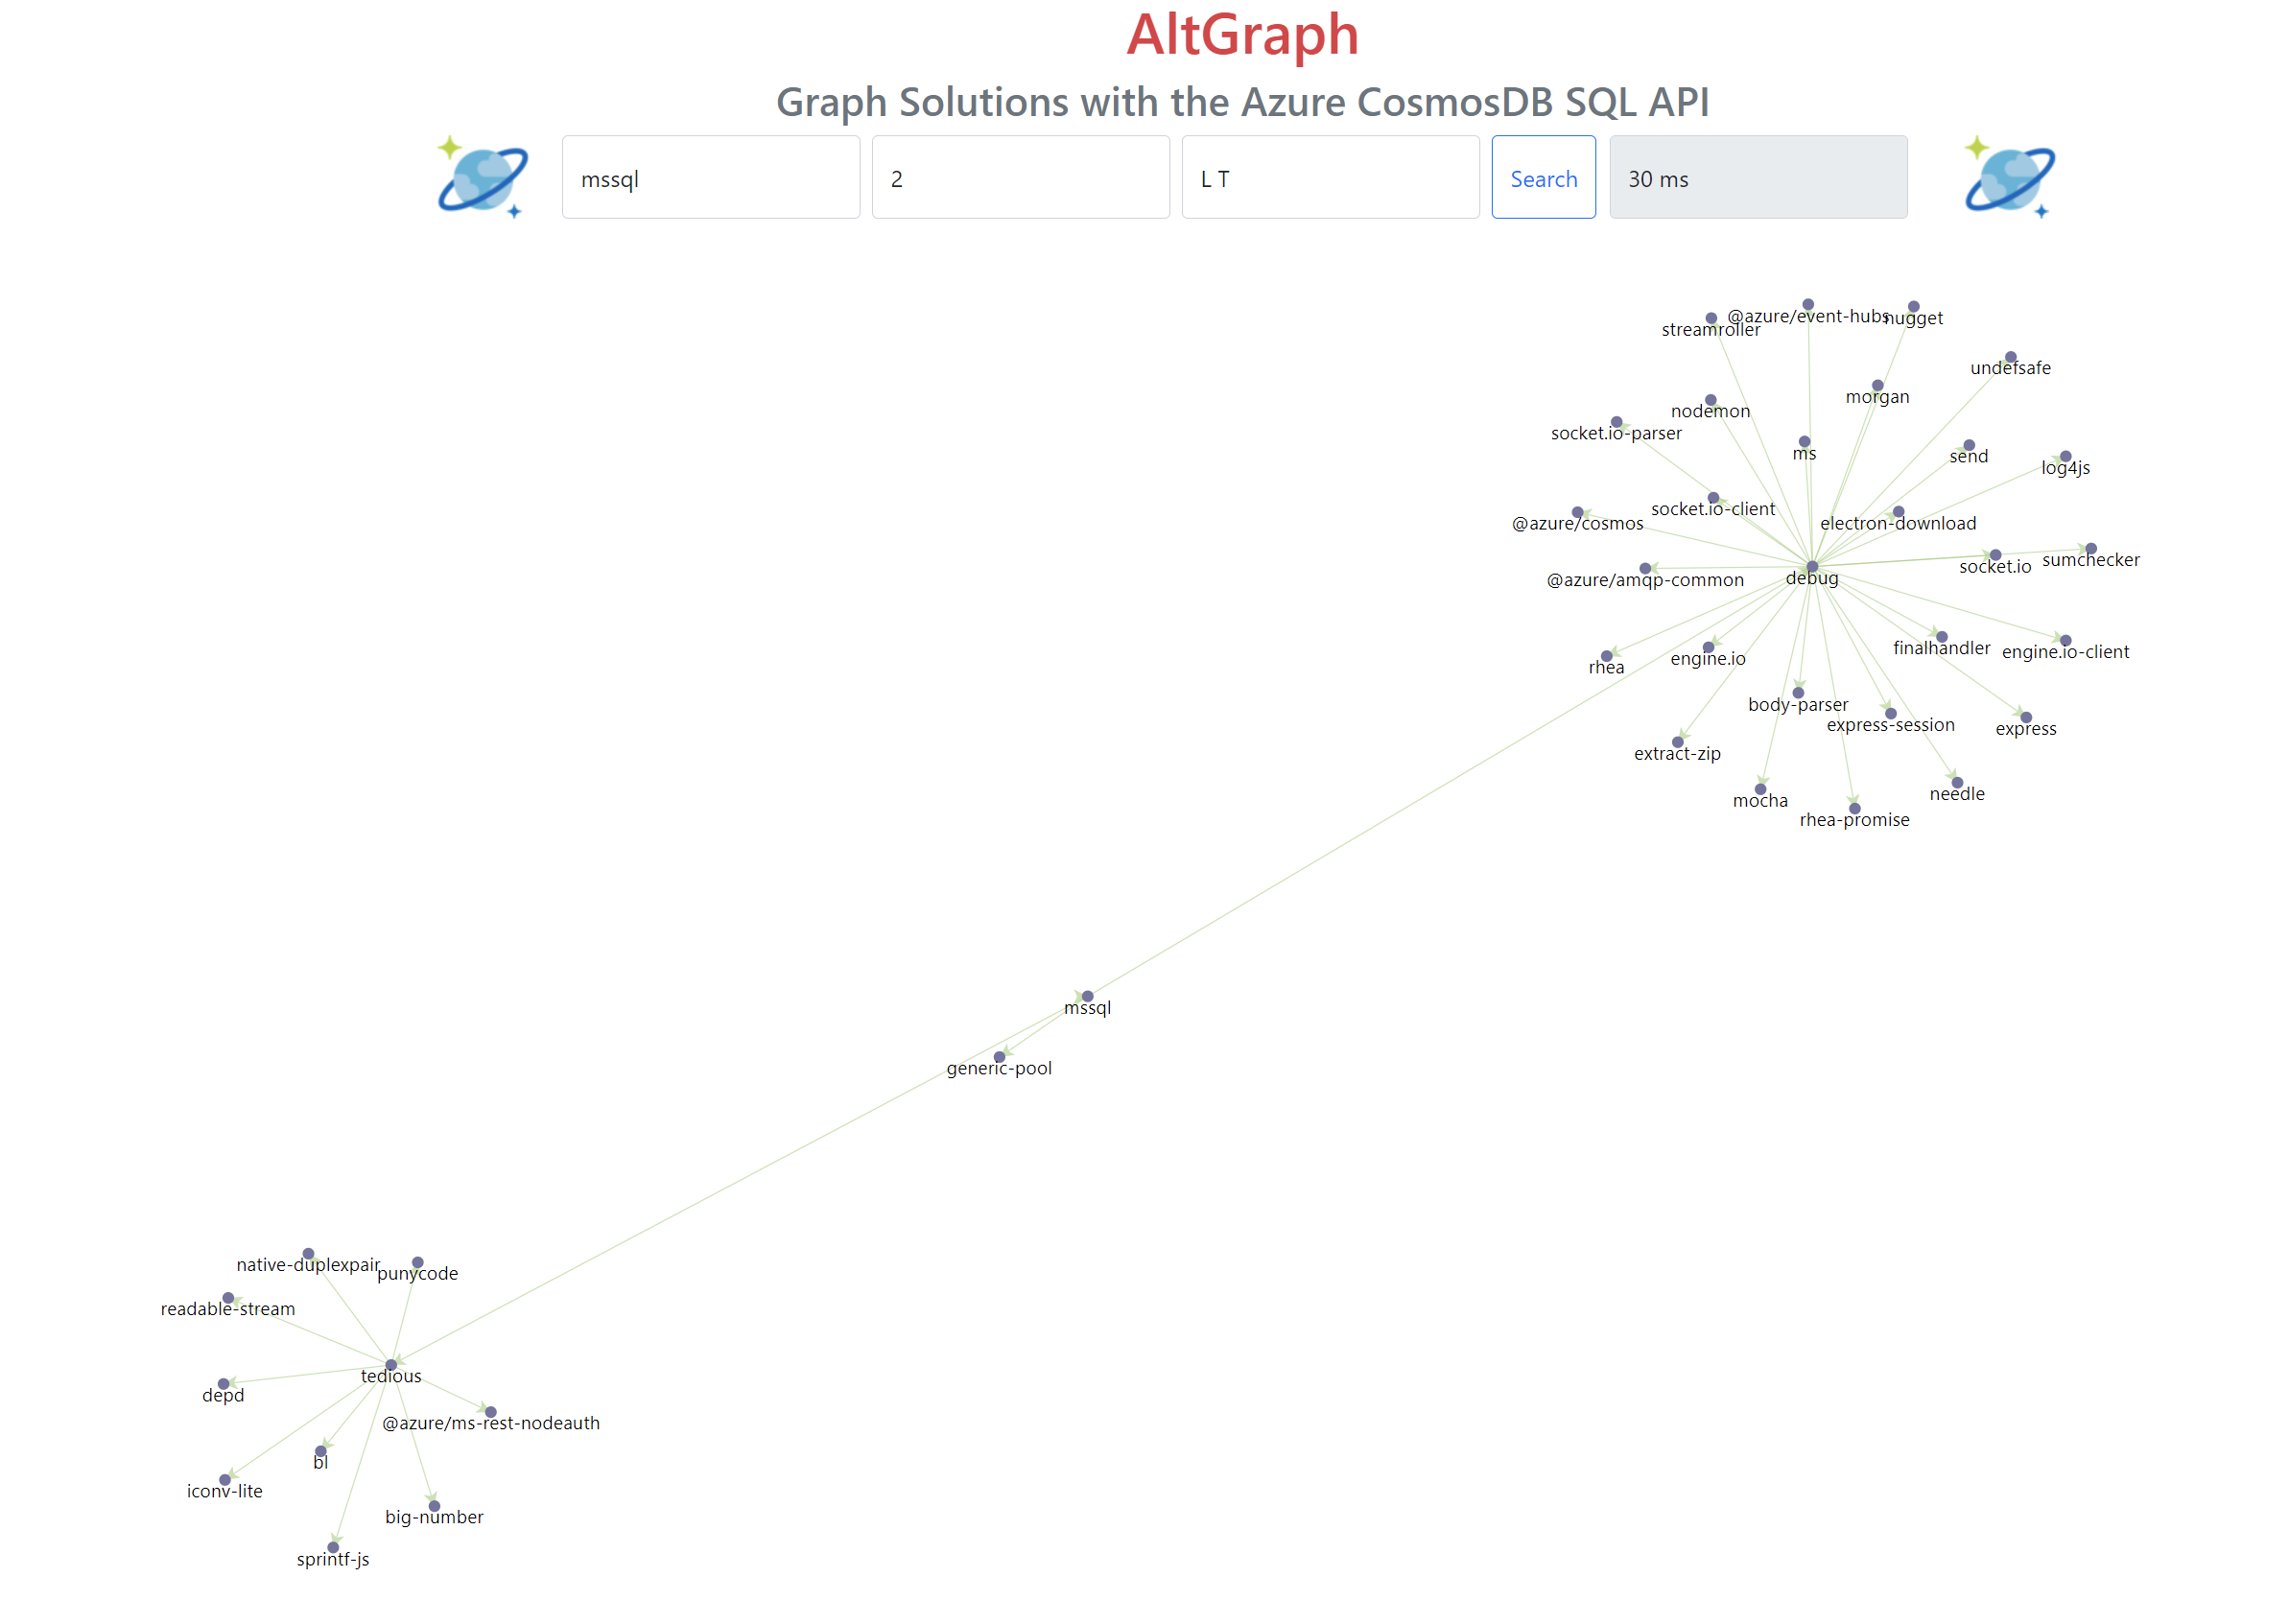 AltGraph
Graph Solutions with the Azure CosmosDB SQL API
mssql
2
L T
Search
30 ms
@azure/event-hubs
nugget
streamroller
undefsafe
morgan
nodemon
socket.io-parser
ms
send
log4js
socket.io-client
@azure/cosmos
electron-download
sumchecker
socket.io
debug
@azure/amqp-common
finalhandler
engine.io-client
engine.io
rhea
body-parser
express-session
express
extract-zip
needle
mocha
rhea-promise
mssql
generic-pool
native-duplexpair
punycode
readable-stream
tedious
depd
@azure/ms-rest-nodeauth
bl
iconv-lite
big-number
sprintf-js